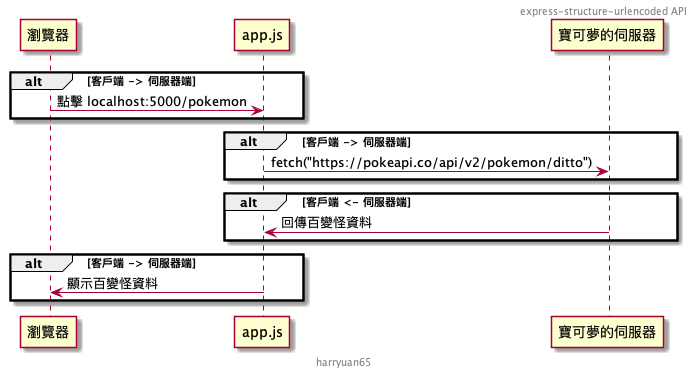 express-structure-urlencoded API
瀏覽器 app.js 寶可夢的伺服器
alt [客戶端 -> 伺服器端]
點擊 localhost:5000/pokemon
alt [客戶端 -> 伺服器端]
fetch("https://pokeapi.co/api/v2/pokemon/ditto")
alt [客戶端 <- 伺服器端]
回傳百變怪資料
alt [客戶端 -> 伺服器端]
顯示百變怪資料
瀏覽器 app.js 寶可夢的伺服器
harryuan65